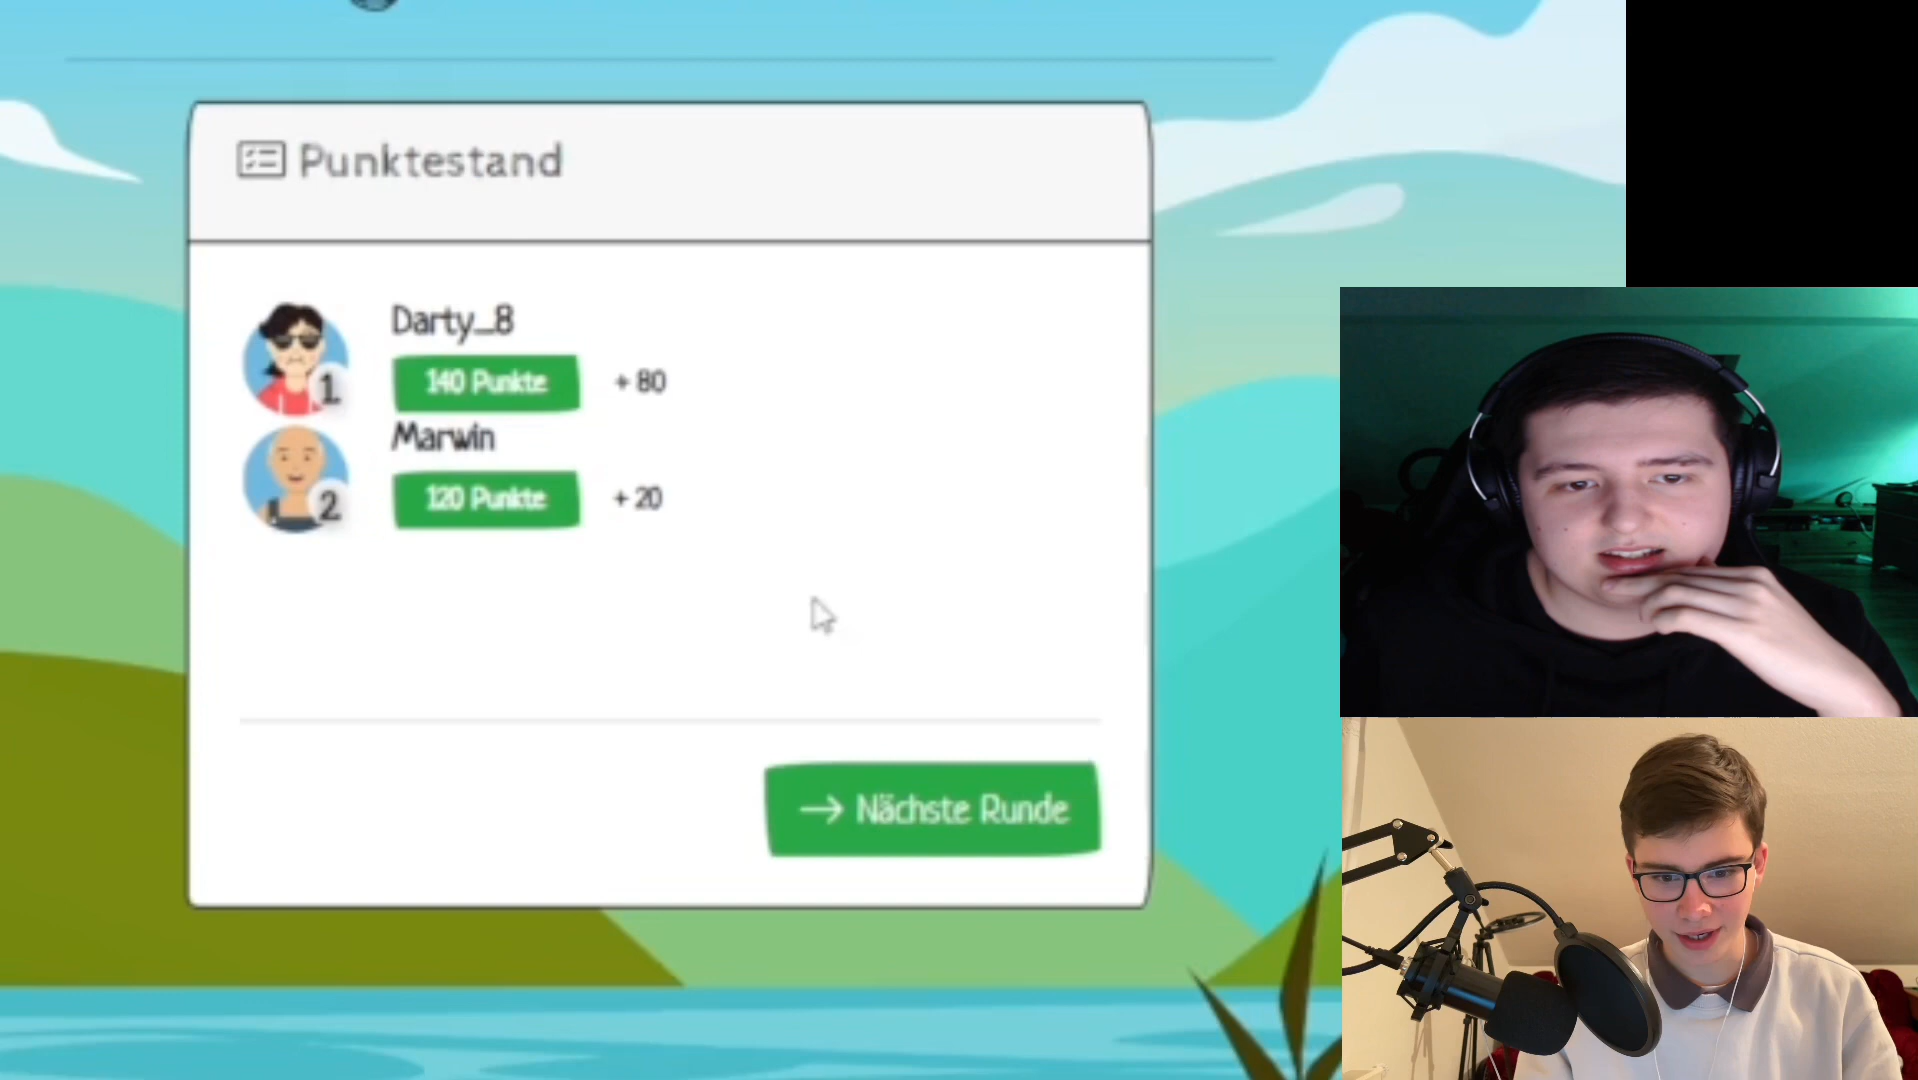 Punktestand
Darty_8
1
140 Punkte + 80
Marwin
2
120 Punkte + 20
→ Nächste Runde